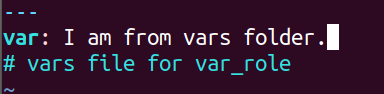 ---
var: I am from vars folder.
# vars file for var_role
~